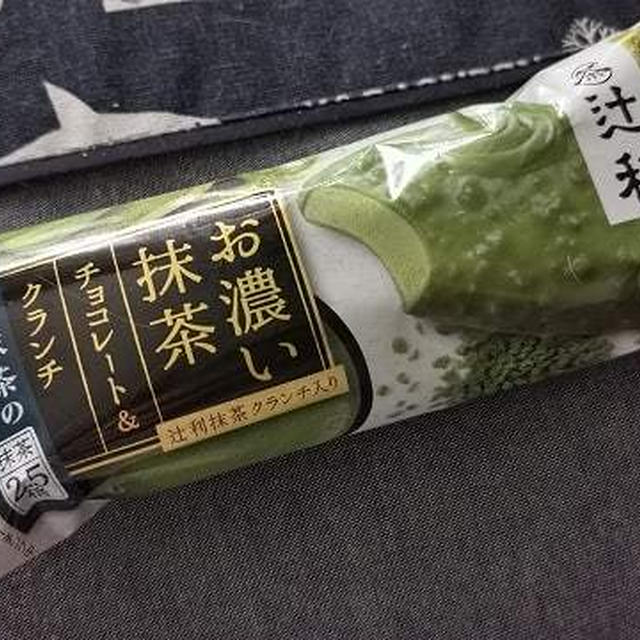 辻利
お濃い
抹茶
チョコレート&
クランチ
辻利抹茶クランチ入り
抹茶の
抹茶
2.5